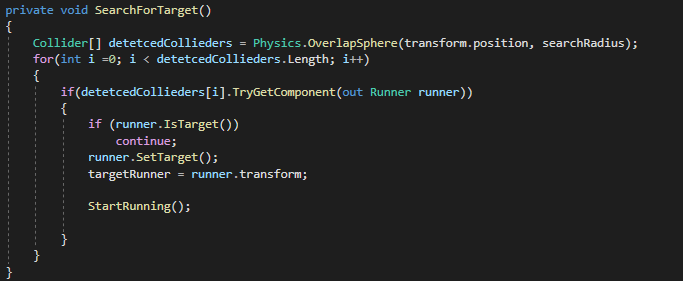 private void SearchForTarget()
{
Collider[] detetcedCollieders = Physics.OverlapSphere(transform.position, searchRadius);
for(int i =0; i < detetcedCollieders.Length; i++)
{
if(detetcedCollieders[i].TryGetComponent(out Runner runner))
{
if (runner.IsTarget())
continue;
runner.SetTarget();
targetRunner = runner.transform;
StartRunning();
}
}
}